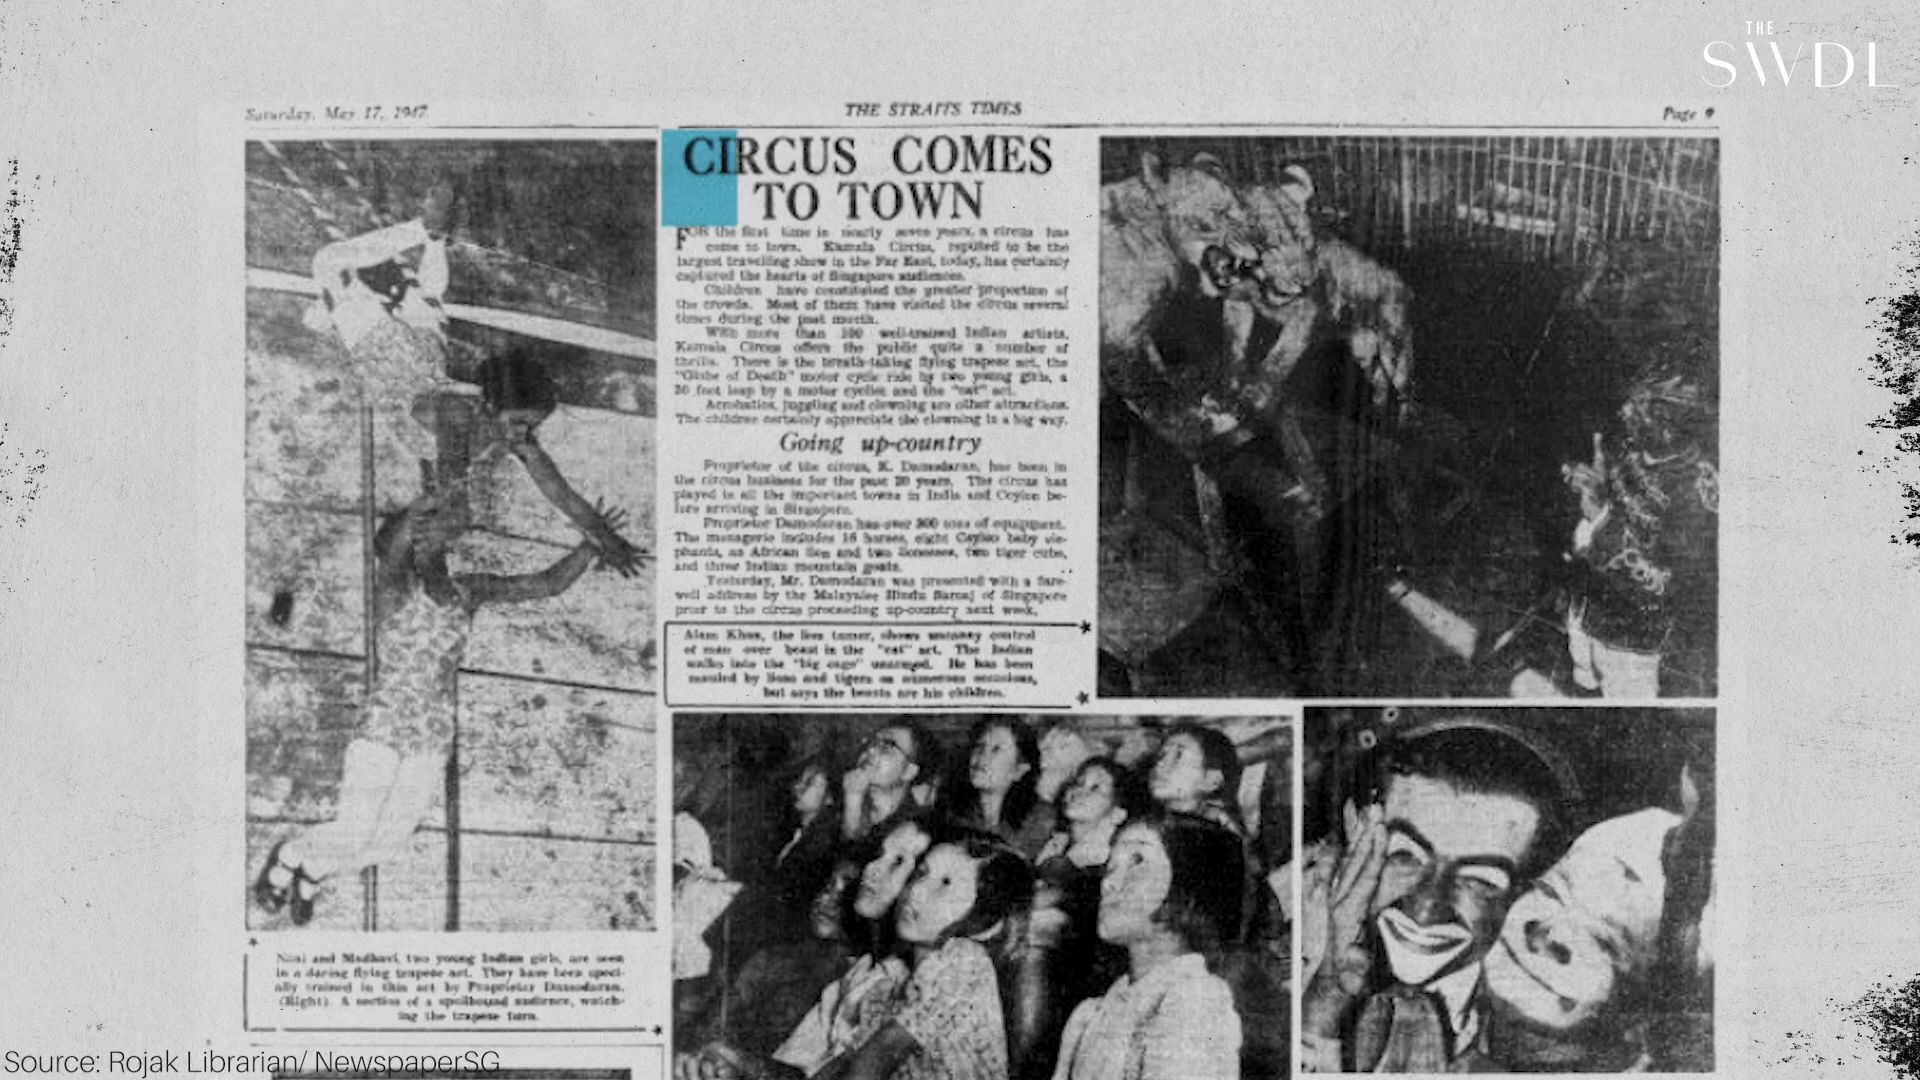 THE
SWDL
Saturday, May 17, 1947
THE STRAITS TIMES
Page 9
CIRCUS COMES
TO TOWN
FOR the first time in nearly seven years, a circus has
come to town. Kamala Circus, reputed to be the
largest travelling show in the Far East, today, has certainly
captured the hearts of Singapore audiences.
Children have constituted the greater proportion of
the crowds. Most of them have visited the circus several
times during the past month.
With more than 100 well-trained Indian artists,
Kamala Circus offers the public quite a number of
thrills. There is the breath-taking flying trapeze act, the
"Globe of Death" motor cycle ride by two young girls, a
30 foot leap by a motor cyclist and the "cat" act.
Acrobatics, juggling and clowning are other attractions.
The children certainly appreciate the clowning in a big way.
Going up-country
Proprietor of the circus, K. Damodaran, has been in
the circus business for the past 20 years. The circus has
played in all the important towns in India and Ceylon be-
fore arriving in Singapore.
Proprietor Damodaran has over 300 tons of equipment.
The menagerie includes 16 horses, eight Ceylon baby ele-
phants, an African lion and two lionesses, two tiger cubs,
and three Indian mountain goats.
Yesterday, Mr. Damodaran was presented with a fare-
well address by the Malayalee Hindu Samaj of Singapore
prior to the circus proceeding up-country next week.
Alam Khan, the lion tamer, shows uncanny control
of man over beast in the "cat" act. The Indian
walks into the "big cage" unarmed. He has been
mauled by lions and tigers on numerous occasions,
but says the beasts are his children.
and Madhavi, two young Indian girls, are seen
in a daring flying trapeze act. They have been speci-
ally trained in this act by Proprietor Damodaran.
(Right). A section of a spellbound audience, watch-
ing the trapeze turn.
Source: Rojak Librarian/ NewspaperSG